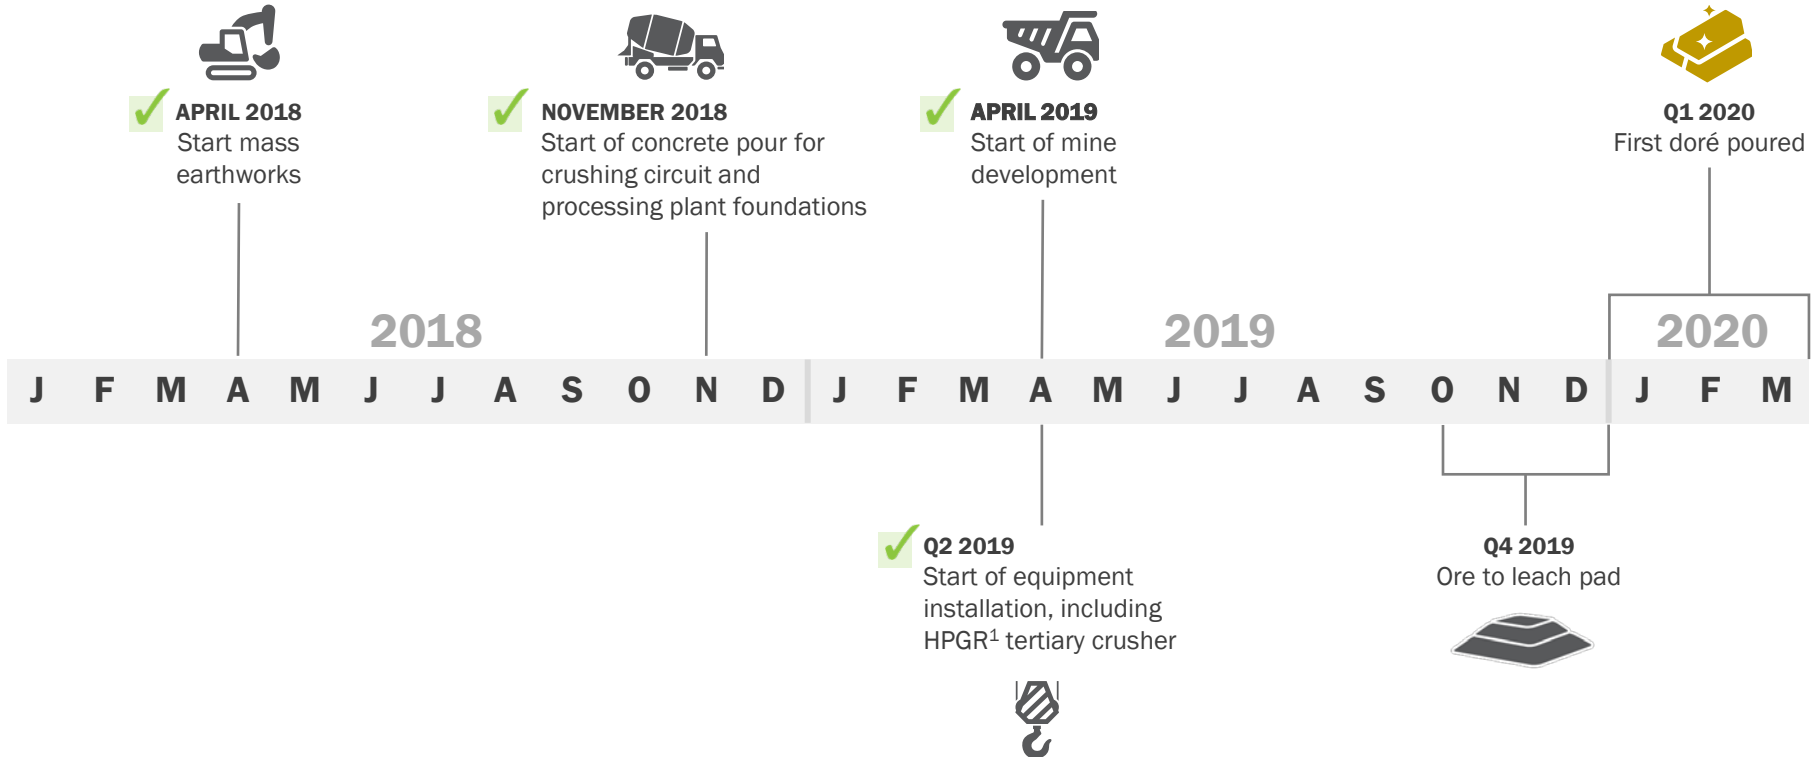 APRIL 2018
Start mass
earthworks
NOVEMBER 2018
Start of concrete pour for
crushing circuit and
processing plant foundations
APRIL 2019
Start of mine
development
Q1 2020
First doré poured
2018
2019
2020
J F M A M J J A S O N D J F M A M J J A S O N D J F M
Q2 2019
Start of equipment
installation, including
HPGR¹ tertiary crusher
Q4 2019
Ore to leach pad